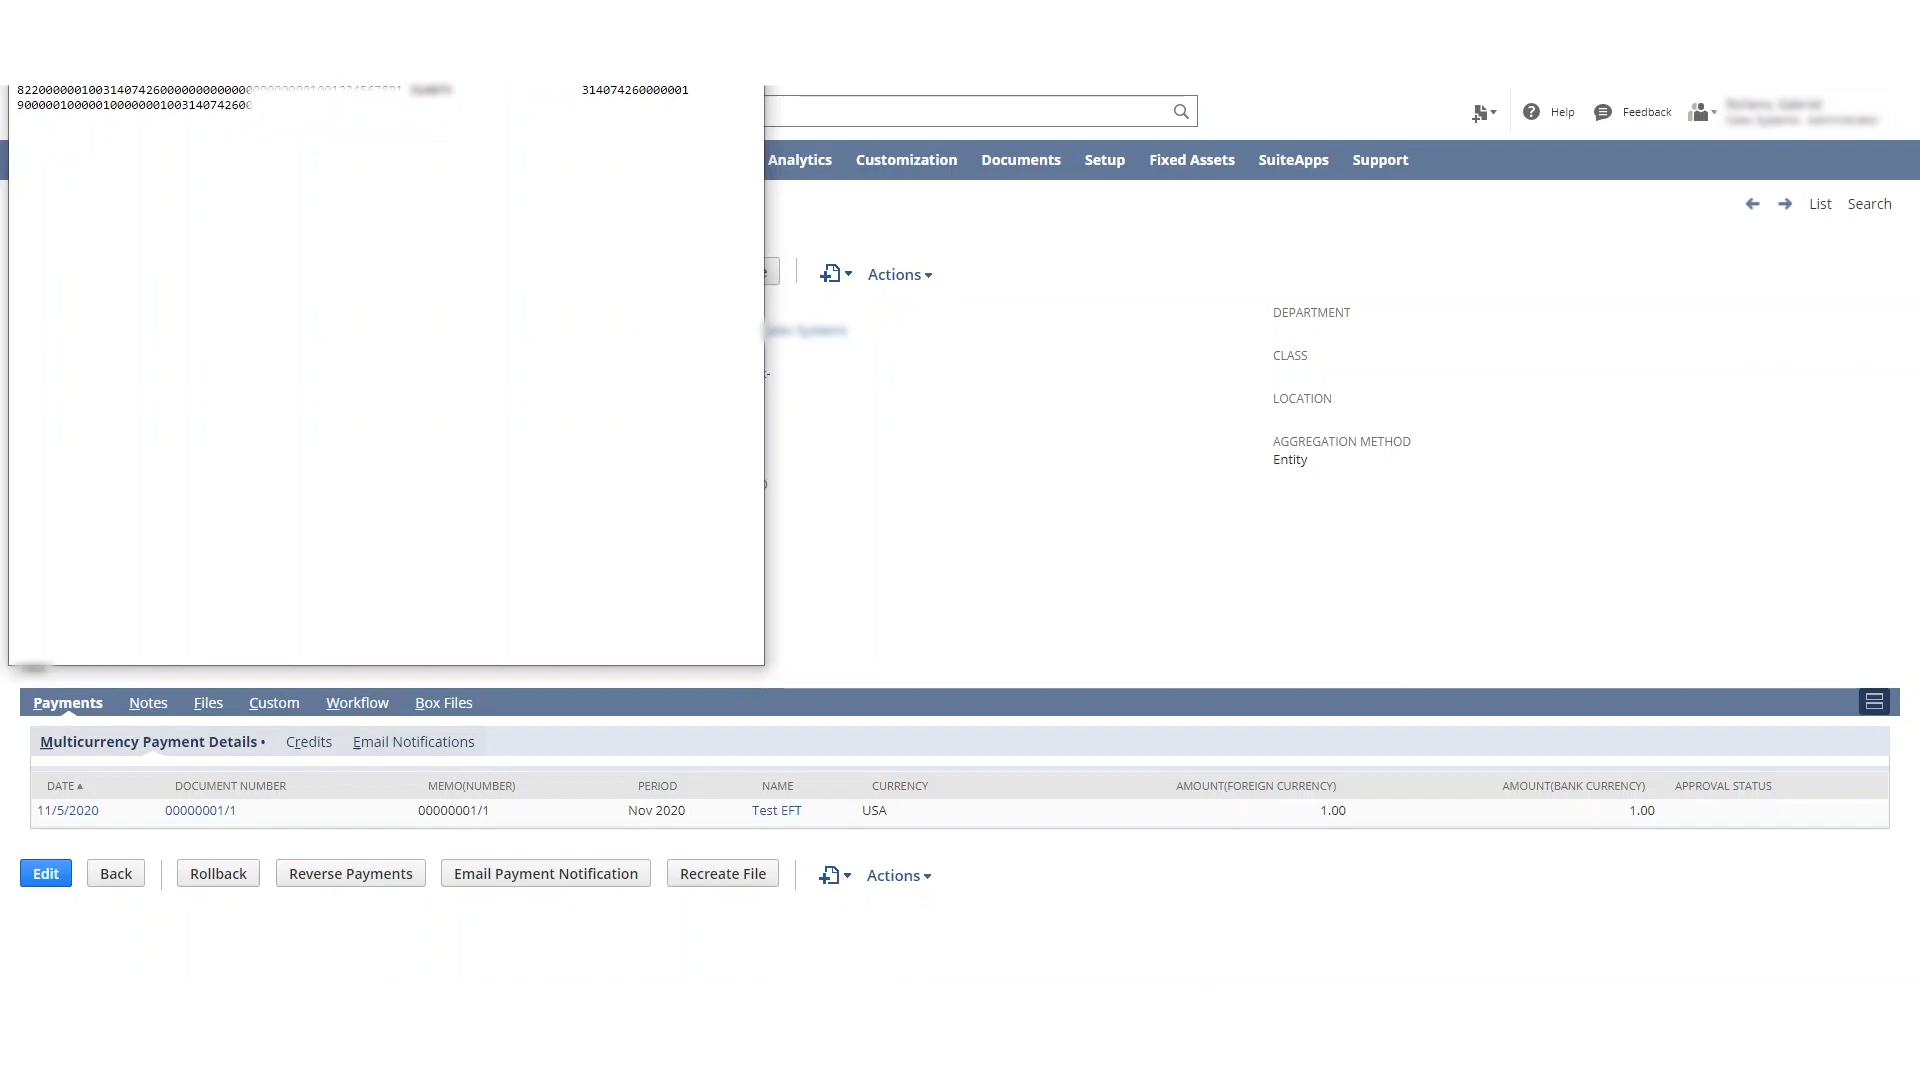 314074260000001
900000100000100000001003140742600
Help
Feedback
Analytics Customization Documents Setup Fixed Assets SuiteApps Support
List Search
Actions
DEPARTMENT
CLASS
LOCATION
AGGREGATION METHOD
Entity
Payments Notes Files Custom Workflow Box Files
Multicurrency Payment Details • Credits Email Notifications
DATE ▲ DOCUMENT NUMBER MEMO(NUMBER) PERIOD NAME CURRENCY AMOUNT(FOREIGN CURRENCY) AMOUNT(BANK CURRENCY) APPROVAL STATUS
11/5/2020 00000001/1 00000001/1 Nov 2020 Test EFT USA 1.00 1.00
Edit Back Rollback Reverse Payments Email Payment Notification Recreate File Actions